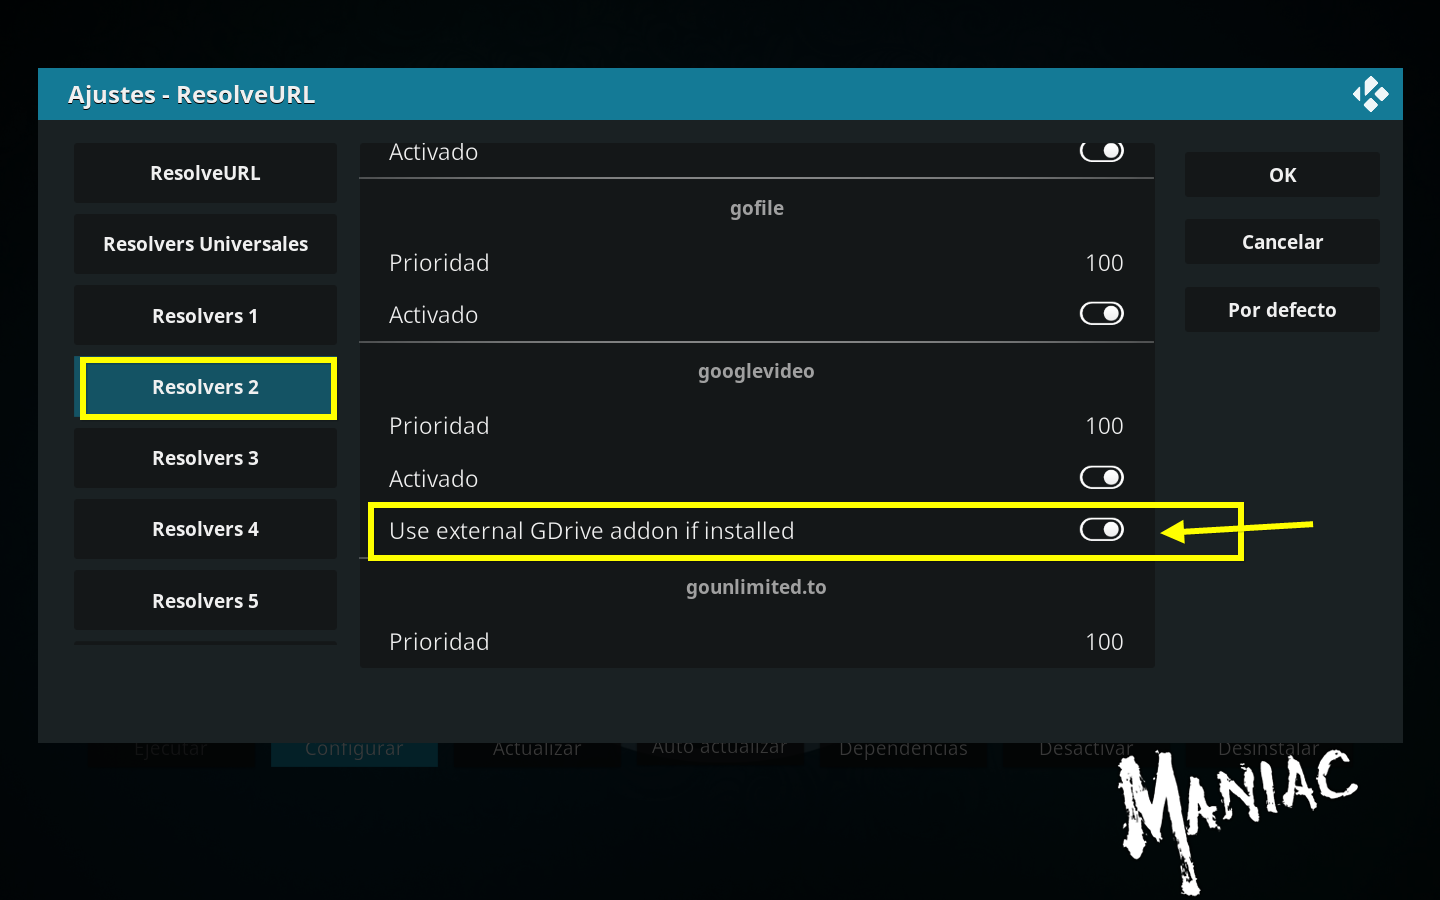 Ajustes - ResolveURL
ResolveURL
Resolvers Universales
Resolvers 1
Resolvers 2
Resolvers 3
Resolvers 4
Resolvers 5
Activado
gofile
Prioridad 100
Activado
googlevideo
Prioridad 100
Activado
Use external GDrive addon if installed
gounlimited.to
Prioridad 100
OK
Cancelar
Por defecto
Ejecutar Configurar Actualizar Auto actualizar Dependencias Desactivar Desinstalar
MANIAC